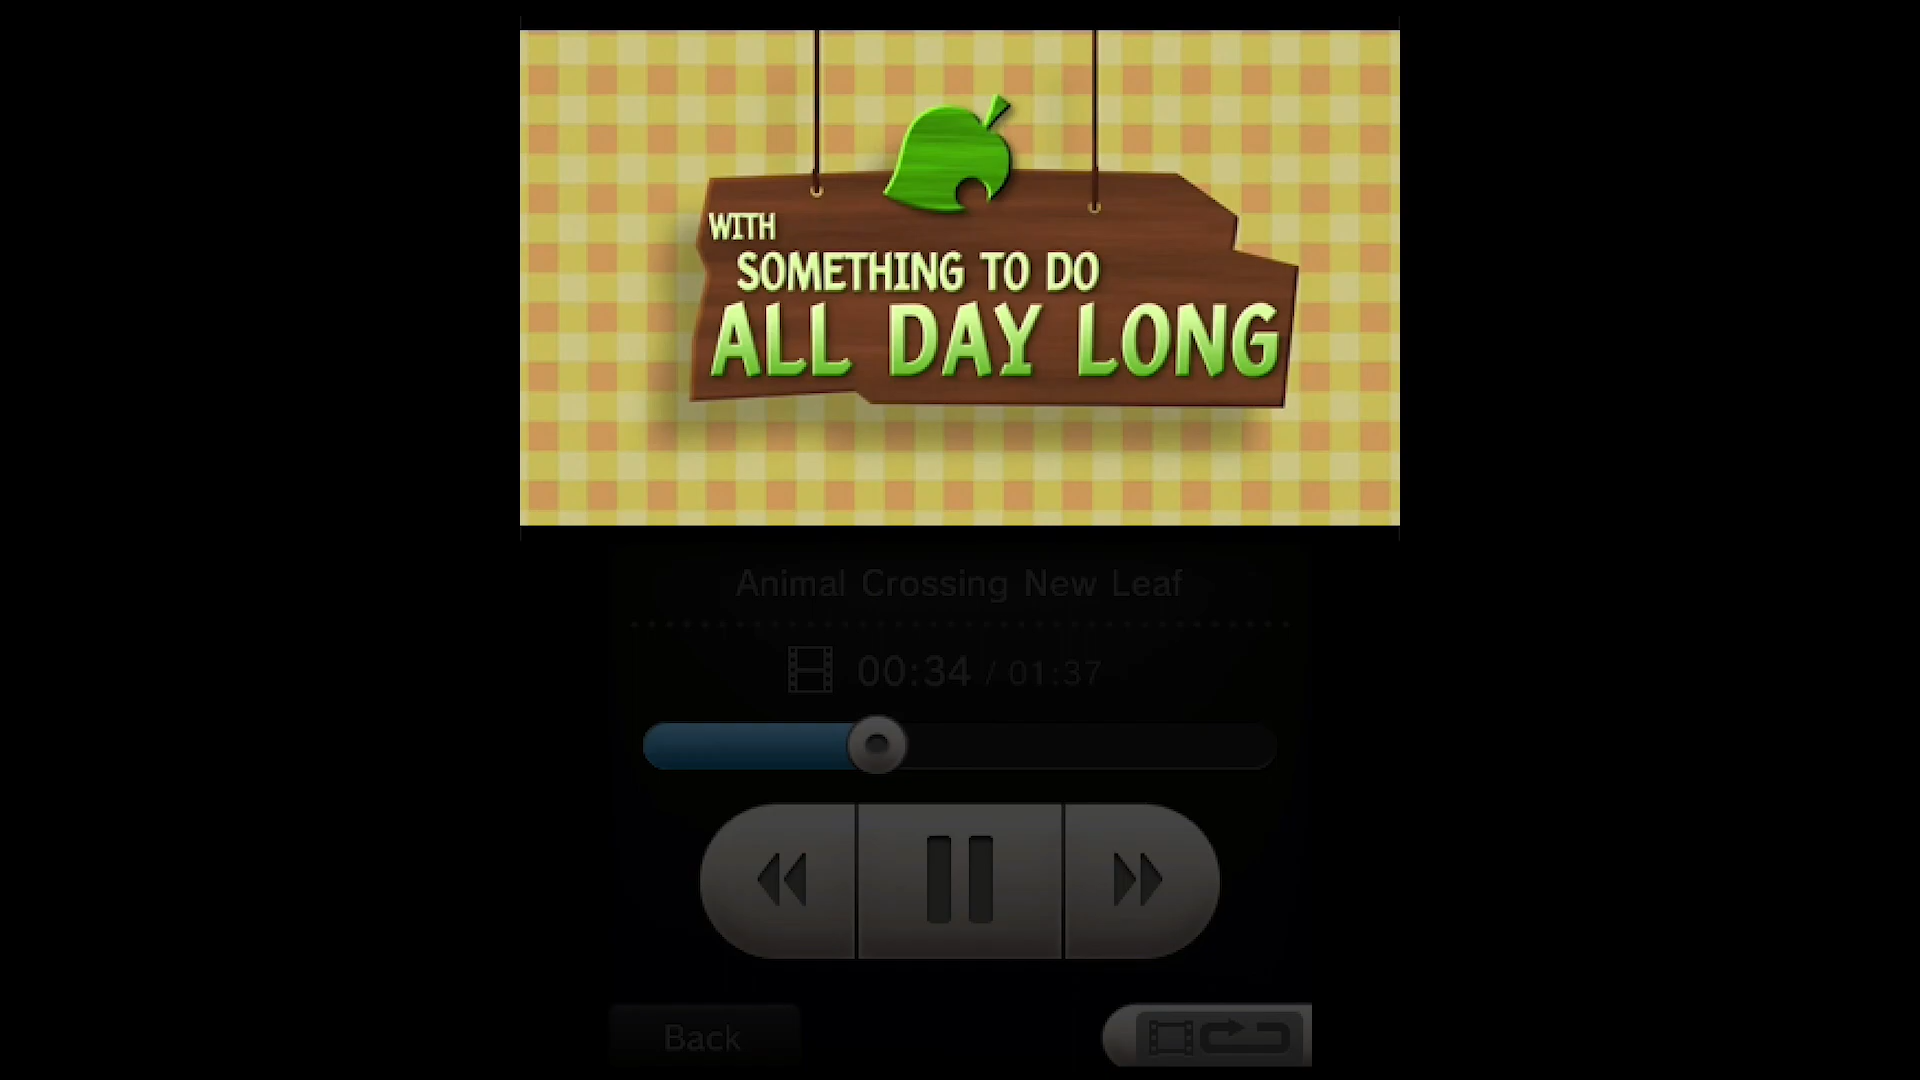 WITH
SOMETHING TO DO
ALL DAY LONG
Animal Crossing New Leaf
00:34 / 01:37
Back